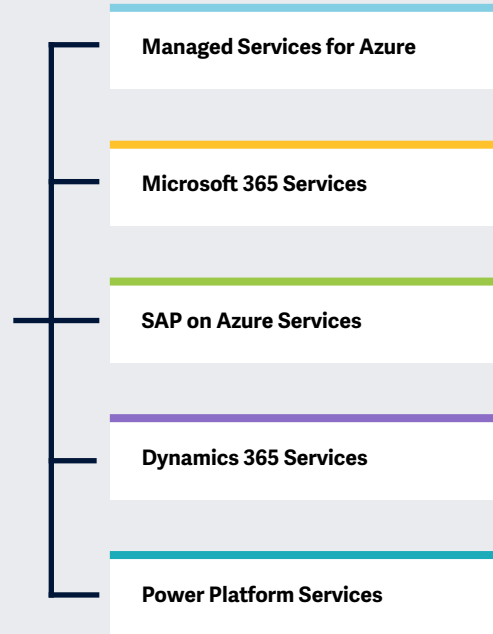 Managed Services for Azure
Microsoft 365 Services
SAP on Azure Services
Dynamics 365 Services
Power Platform Services